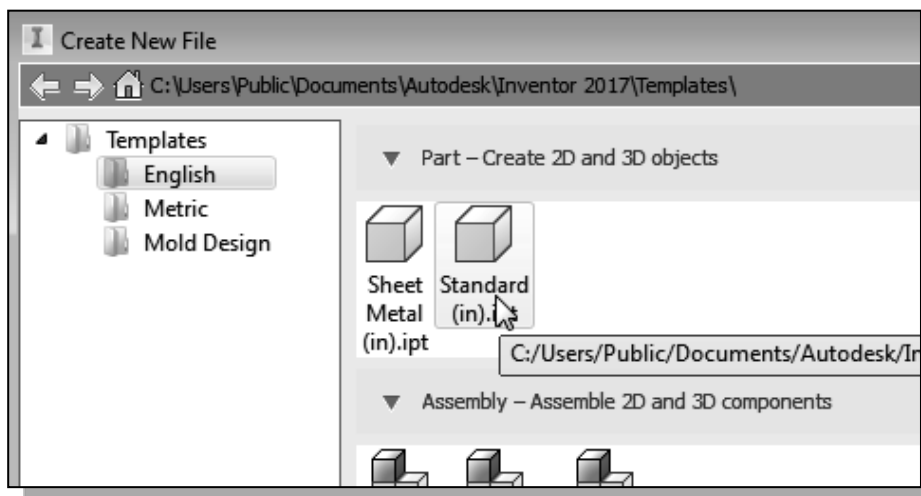 Create New File
C:\Users\Public\Documents\Autodesk\Inventor 2017\Templates\
Templates
English
Metric
Mold Design
Part – Create 2D and 3D objects
Sheet
Metal
(in).ipt
Standard
(in).ipt
C:/Users/Public/Documents/Autodesk/In
Assembly – Assemble 2D and 3D components